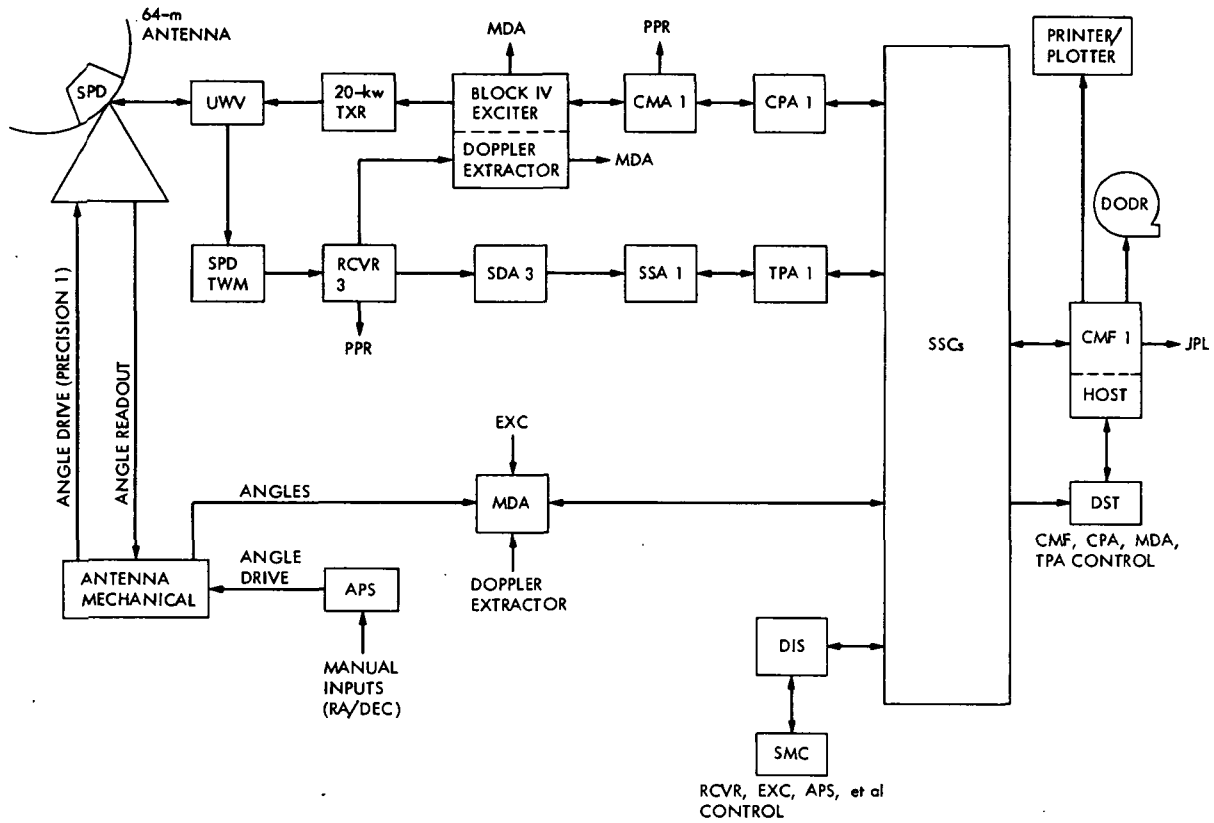 64-m
ANTENNA
SPD
UWV
20-kw
TXR
MDA
BLOCK IV
EXCITER
DOPPLER
EXTRACTOR
MDA
PPR
CMA 1
CPA 1
PRINTER/
PLOTTER
DODR
SPD
TWM
RCVR
3
PPR
SDA 3
SSA 1
TPA 1
SSCs
CMF 1
HOST
JPL
ANGLE DRIVE (PRECISION 1)
ANGLE READOUT
ANGLES
EXC
MDA
DOPPLER
EXTRACTOR
DST
CMF, CPA, MDA,
TPA CONTROL
ANTENNA
MECHANICAL
ANGLE
DRIVE
APS
MANUAL
INPUTS
(RA/DEC)
DIS
SMC
RCVR, EXC, APS, et al
CONTROL